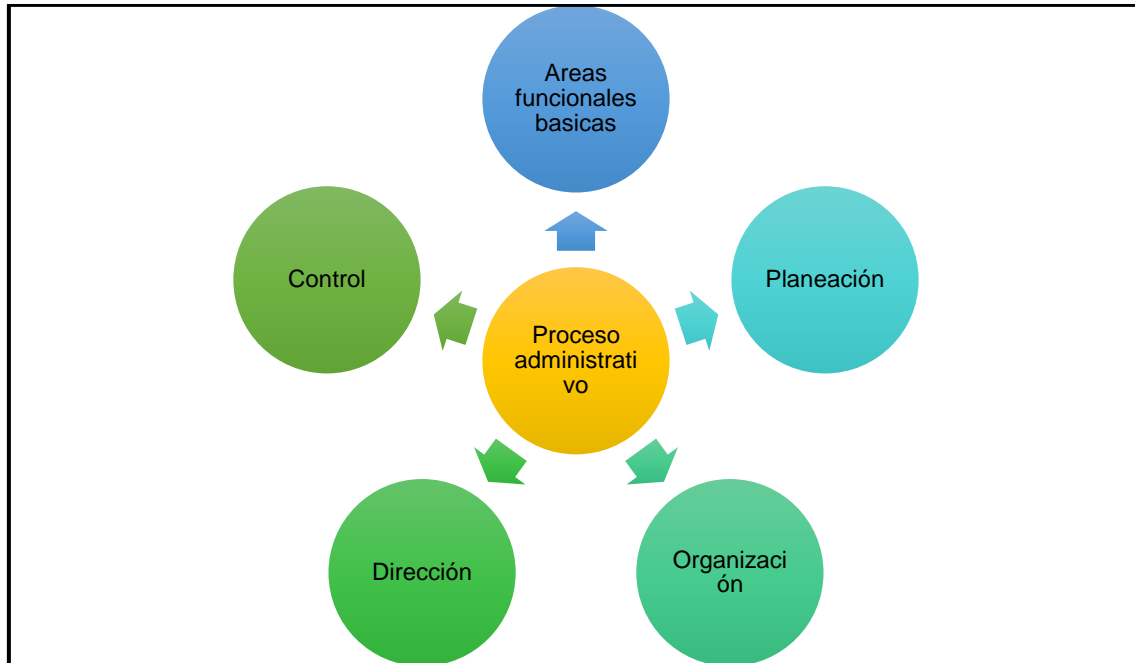 Areas
funcionales
basicas
Control
Planeación
Proceso
administrati
vo
Dirección
Organizaci
ón